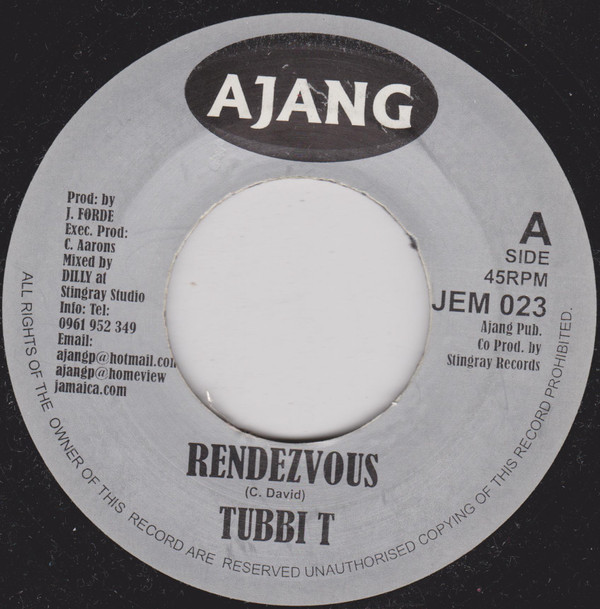 AJANG
Prod: by
J. FORDE
Exec. Prod:
C. Aarons
Mixed by
DILLY at
Stingray Studio
Info: Tel:
0961 952 349
Email:
ajangp@hotmail.com
ajangp@homeview
jamaica.com
A
SIDE
45RPM
JEM 023
Ajang Pub.
Co Prod. by
Stingray Records
RENDEZVOUS
(C. David)
TUBBI T
ALL RIGHTS OF THE OWNER OF THIS RECORD ARE RESERVED UNAUTHORISED COPYING OF THIS RECORD PROHIBITED.